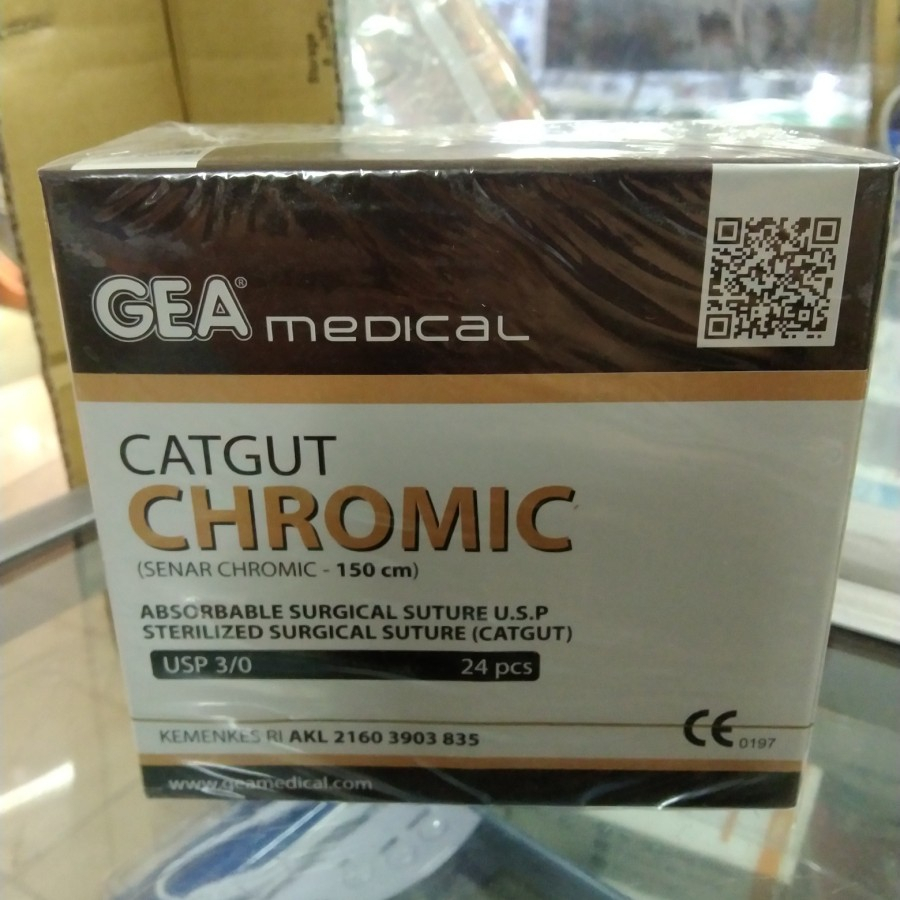 GEA® medical
CATGUT
CHROMIC
(SENAR CHROMIC - 150 cm)
ABSORBABLE SURGICAL SUTURE U.S.P
STERILIZED SURGICAL SUTURE (CATGUT)
USP 3/0 24 pcs
KEMENKES RI AKL 2160 3903 835
CE 0197
www.geamedical.com